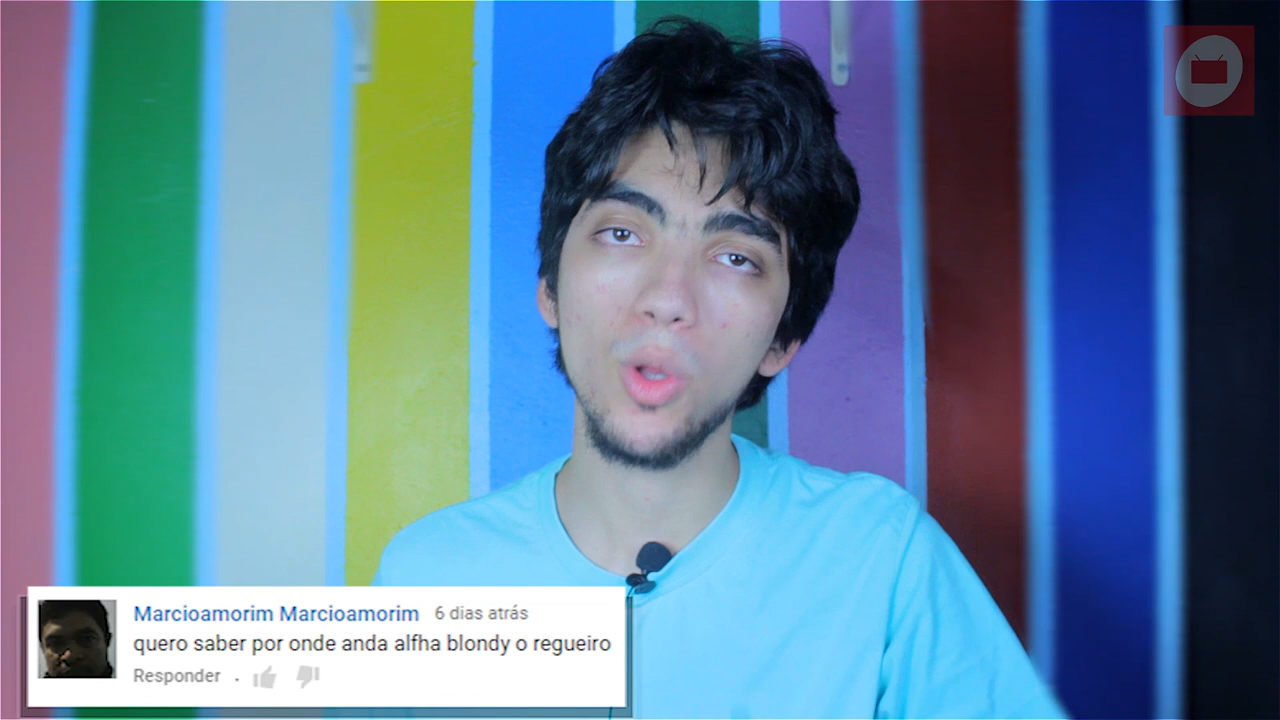 Marcioamorim Marcioamorim 6 dias atrás
quero saber por onde anda alfha blondy o regueiro
Responder